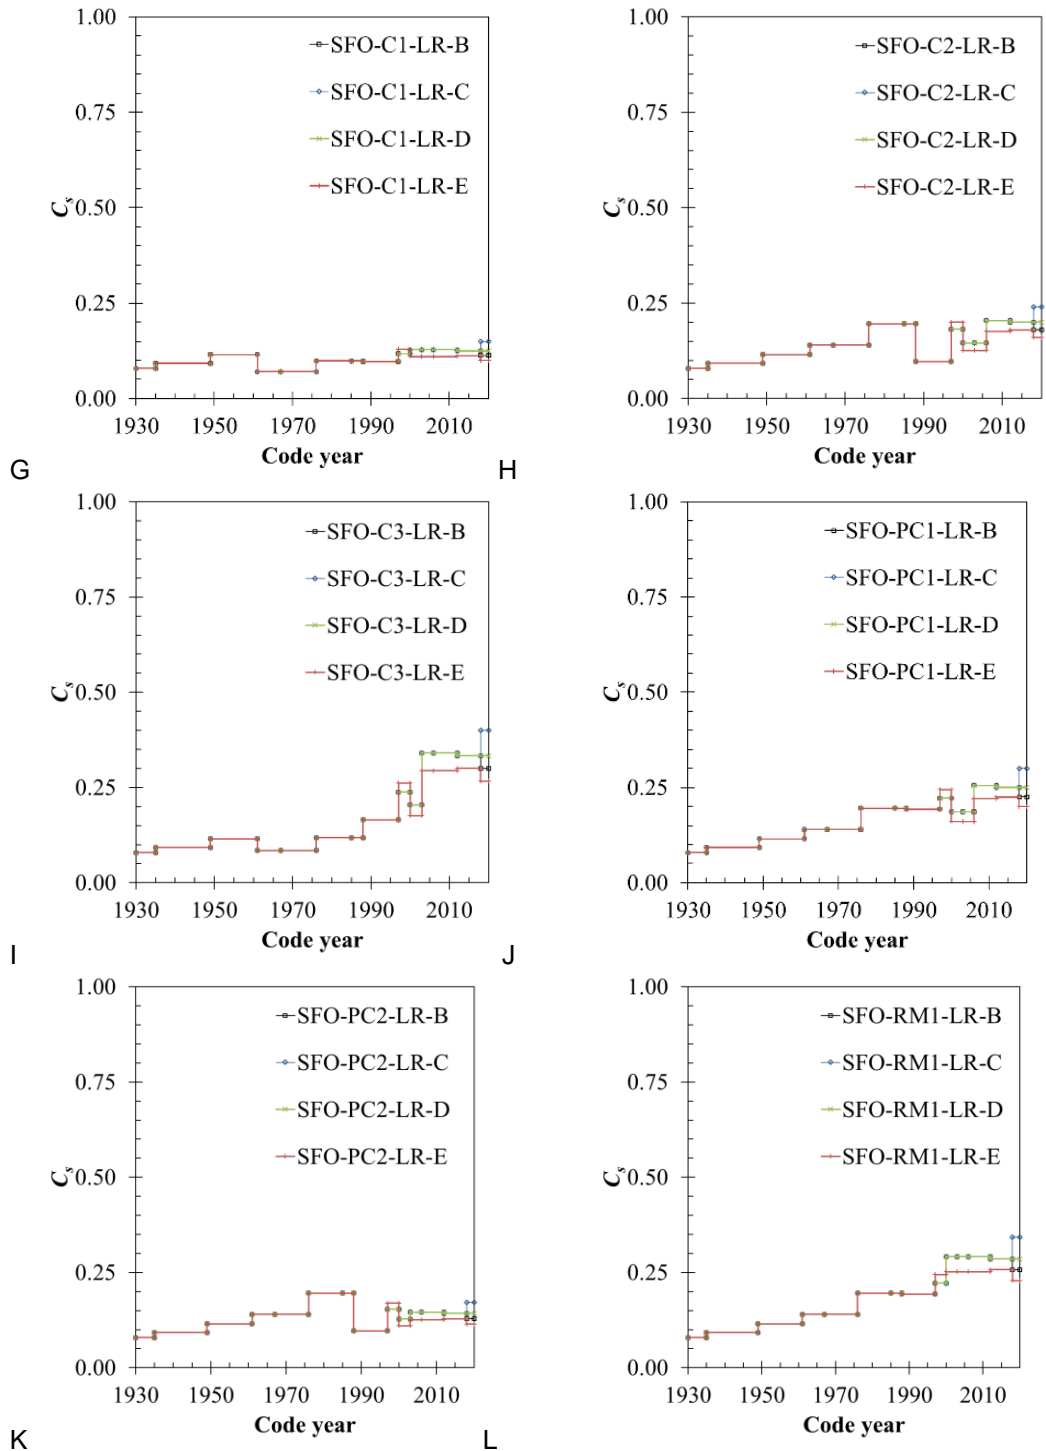 1.00
0.75
0.50
0.25
0.00
Cs
SFO-C1-LR-B
SFO-C1-LR-C
SFO-C1-LR-D
SFO-C1-LR-E
1930 1950 1970 1990 2010
Code year
G
1.00
0.75
0.50
0.25
0.00
Cs
SFO-C2-LR-B
SFO-C2-LR-C
SFO-C2-LR-D
SFO-C2-LR-E
1930 1950 1970 1990 2010
Code year
H
1.00
0.75
0.50
0.25
0.00
Cs
SFO-C3-LR-B
SFO-C3-LR-C
SFO-C3-LR-D
SFO-C3-LR-E
1930 1950 1970 1990 2010
Code year
I
1.00
0.75
0.50
0.25
0.00
Cs
SFO-PC1-LR-B
SFO-PC1-LR-C
SFO-PC1-LR-D
SFO-PC1-LR-E
1930 1950 1970 1990 2010
Code year
J
1.00
0.75
0.50
0.25
0.00
Cs
SFO-PC2-LR-B
SFO-PC2-LR-C
SFO-PC2-LR-D
SFO-PC2-LR-E
1930 1950 1970 1990 2010
Code year
K
1.00
0.75
0.50
0.25
0.00
Cs
SFO-RM1-LR-B
SFO-RM1-LR-C
SFO-RM1-LR-D
SFO-RM1-LR-E
1930 1950 1970 1990 2010
Code year
L